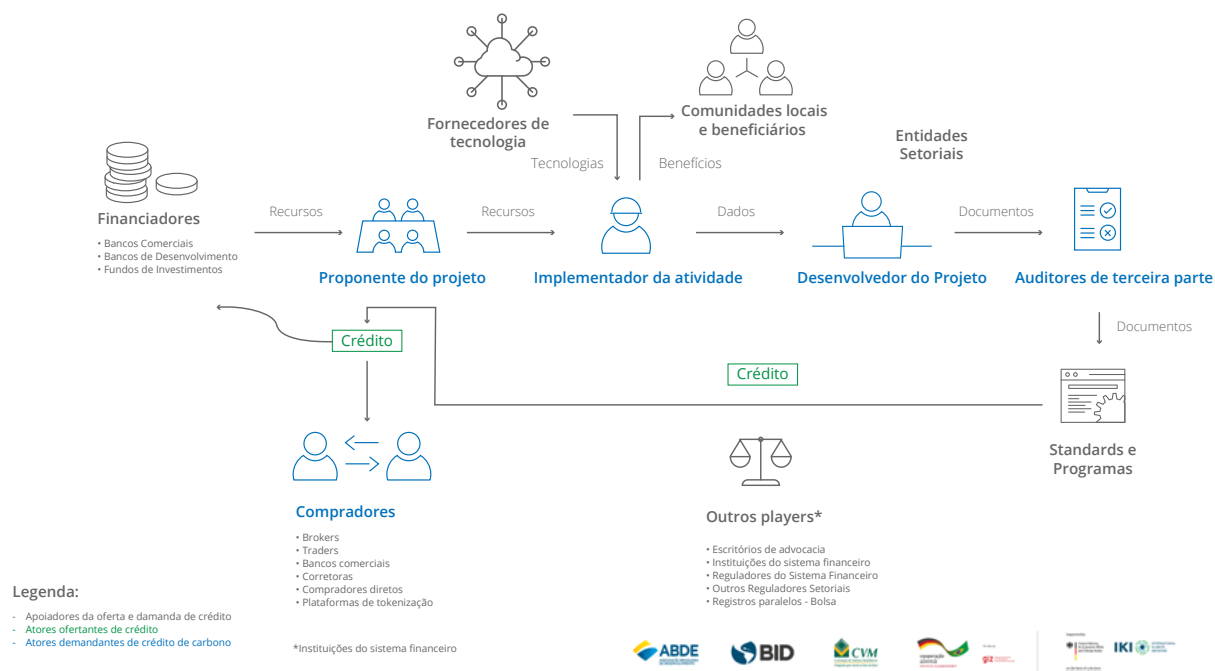 Fornecedores de
tecnologia
Comunidades locais
e beneficiários
Entidades
Setoriais
Tecnologias
Benefícios
Financiadores
• Bancos Comerciais
• Bancos de Desenvolvimento
• Fundos de Investimentos
Recursos
Recursos
Dados
Documentos
Proponente do projeto
Implementador da atividade
Desenvolvedor do Projeto
Auditores de terceira parte
Documentos
Crédito
Crédito
Standards e
Programas
Compradores
• Brokers
• Traders
• Bancos comerciais
• Corretoras
• Compradores diretos
• Plataformas de tokenização
Outros players*
• Escritórios de advocacia
• Instituições do sistema financeiro
• Reguladores do Sistema Financeiro
• Outros Reguladores Setoriais
• Registros paralelos - Bolsa
Legenda:
- Apoiadores da oferta e damanda de crédito
- Atores ofertantes de crédito
- Atores demandantes de crédito de carbono
*Instituições do sistema financeiro
ABDE
BID
CVM
cooperação
alemã
giz
IKI